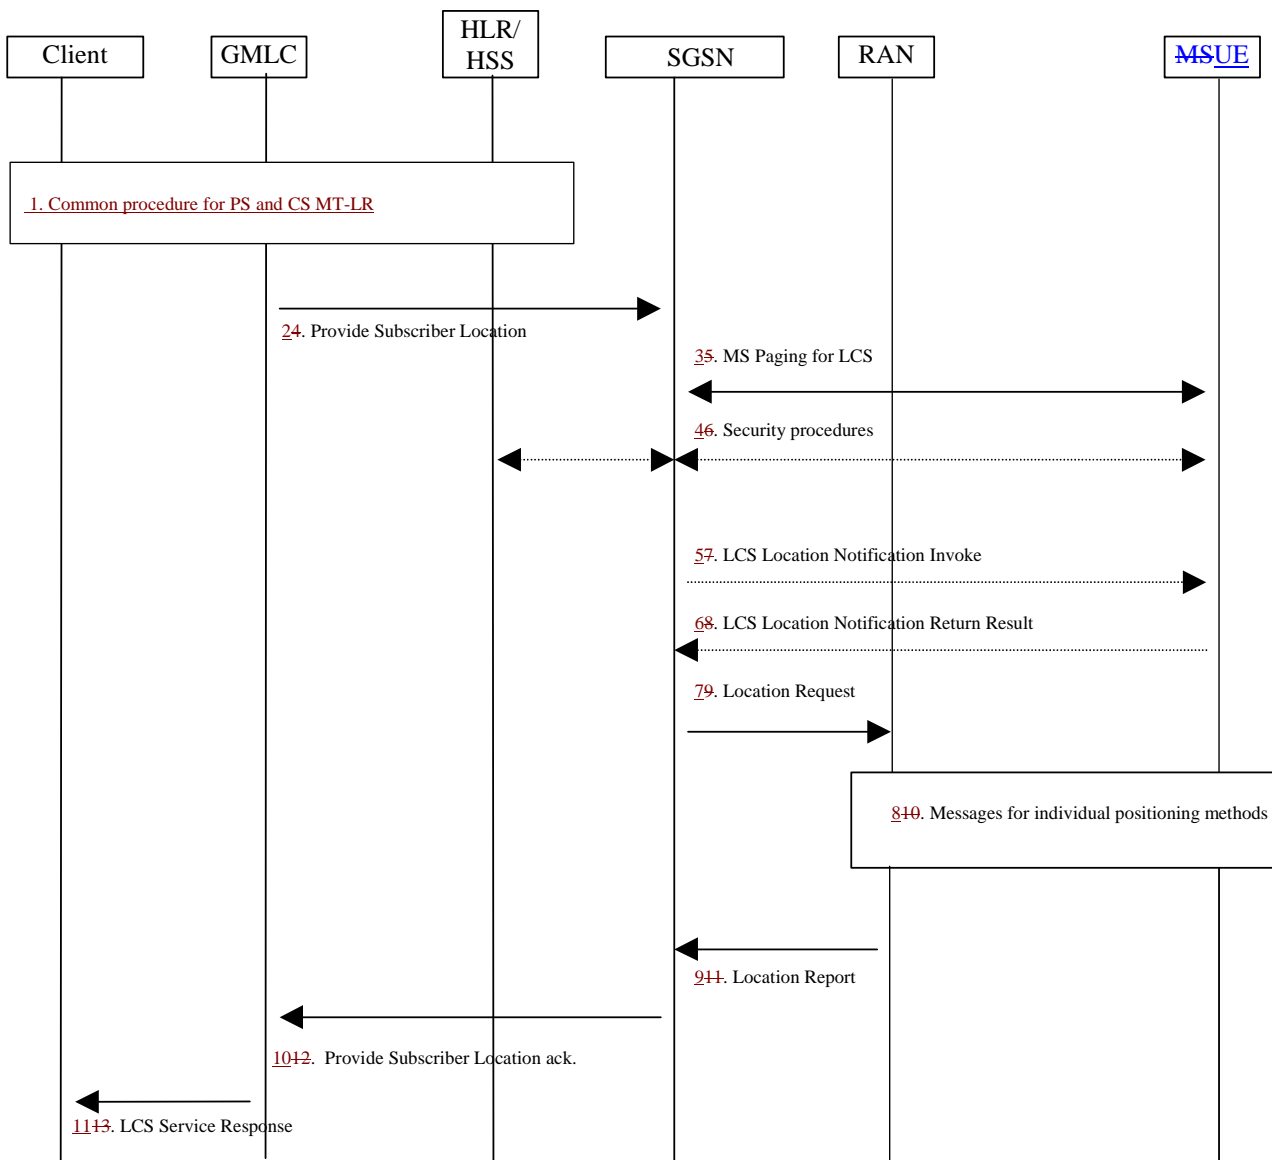 Client
GMLC
HLR/
HSS
SGSN
RAN
MSUE
1. Common procedure for PS and CS MT-LR
24. Provide Subscriber Location
35. MS Paging for LCS
46. Security procedures
57. LCS Location Notification Invoke
68. LCS Location Notification Return Result
79. Location Request
810. Messages for individual positioning methods
911. Location Report
1012. Provide Subscriber Location ack.
1113. LCS Service Response